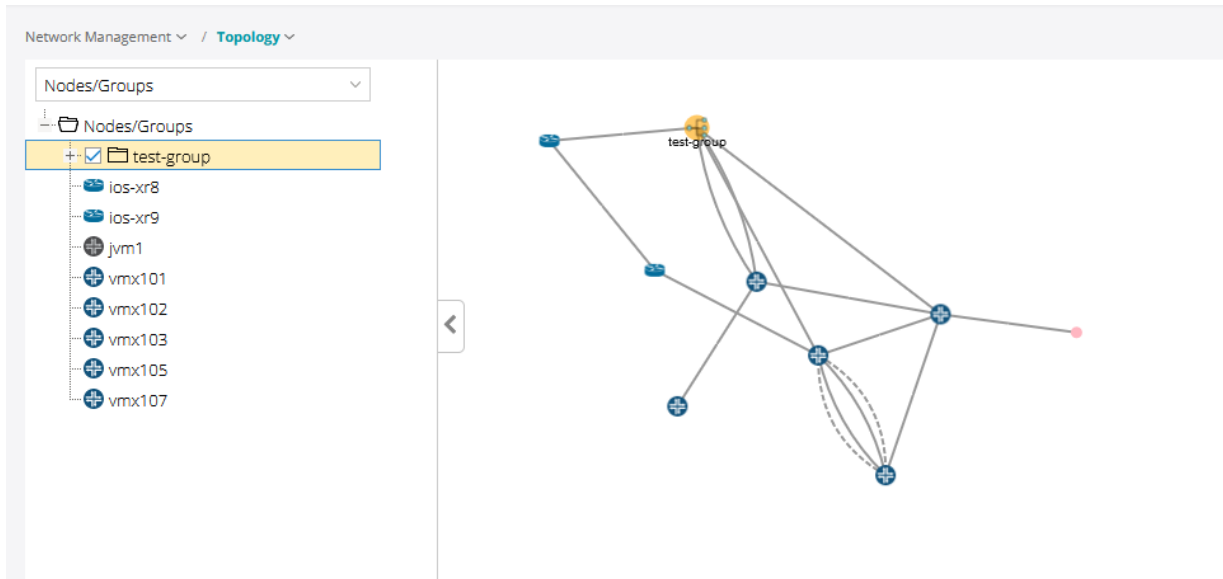 Network Management / Topology
Nodes/Groups
Nodes/Groups
test-group
ios-xr8
ios-xr9
jvm1
vmx101
vmx102
vmx103
vmx105
vmx107
test-group